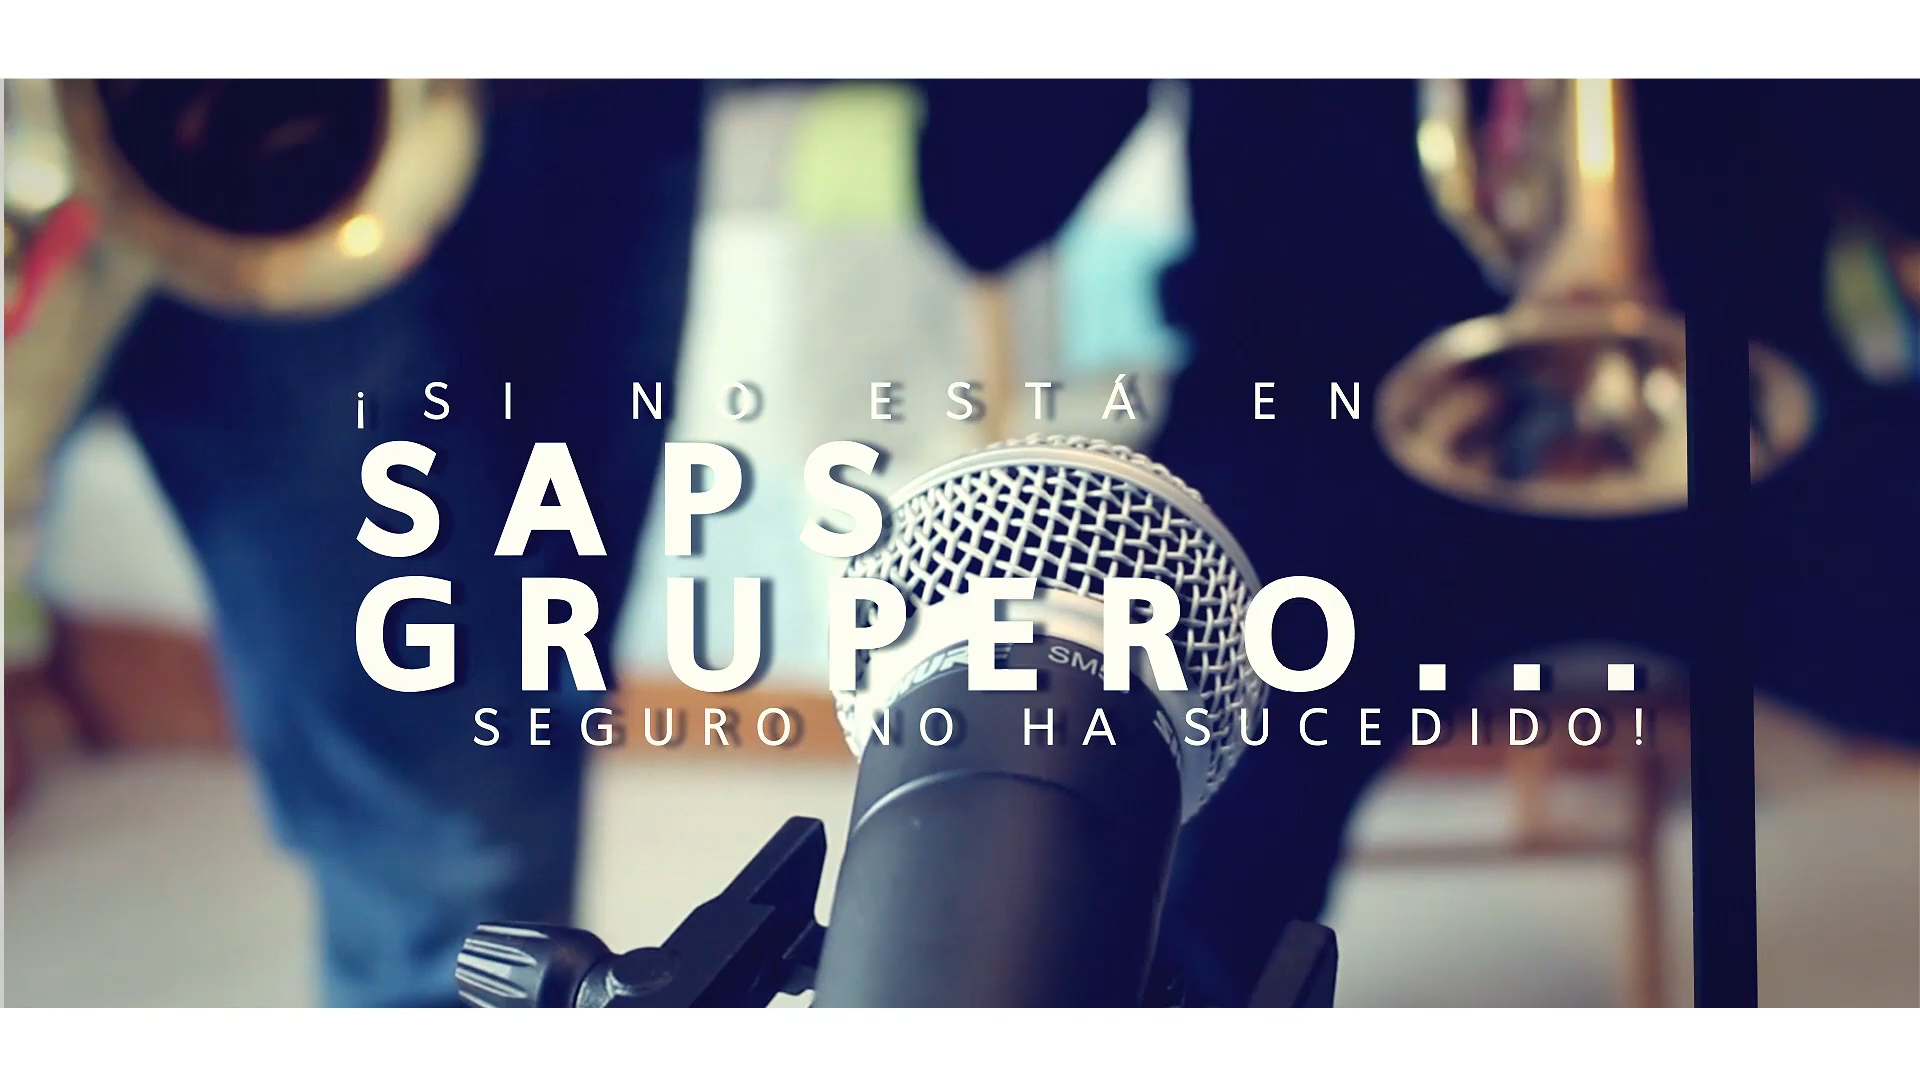 ¡SI NO ESTÁ EN
SAPS
GRUPERO...
SEGURO NO HA SUCEDIDO!